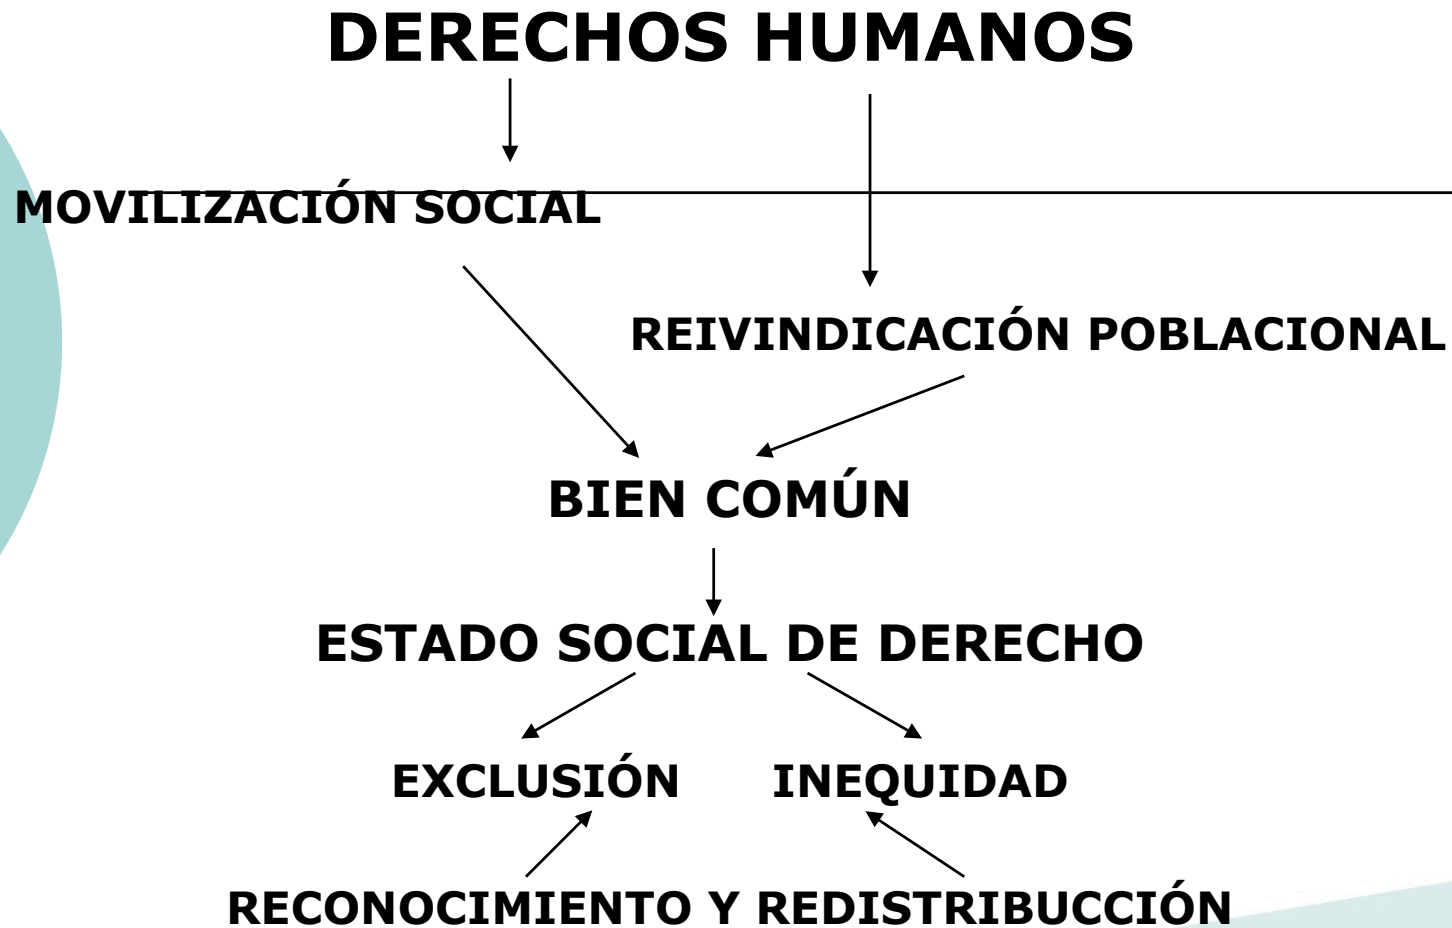 DERECHOS HUMANOS
MOVILIZACIÓN SOCIAL
REIVINDICACIÓN POBLACIONAL
BIEN COMÚN
ESTADO SOCIAL DE DERECHO
EXCLUSIÓN INEQUIDAD
RECONOCIMIENTO Y REDISTRIBUCCIÓN